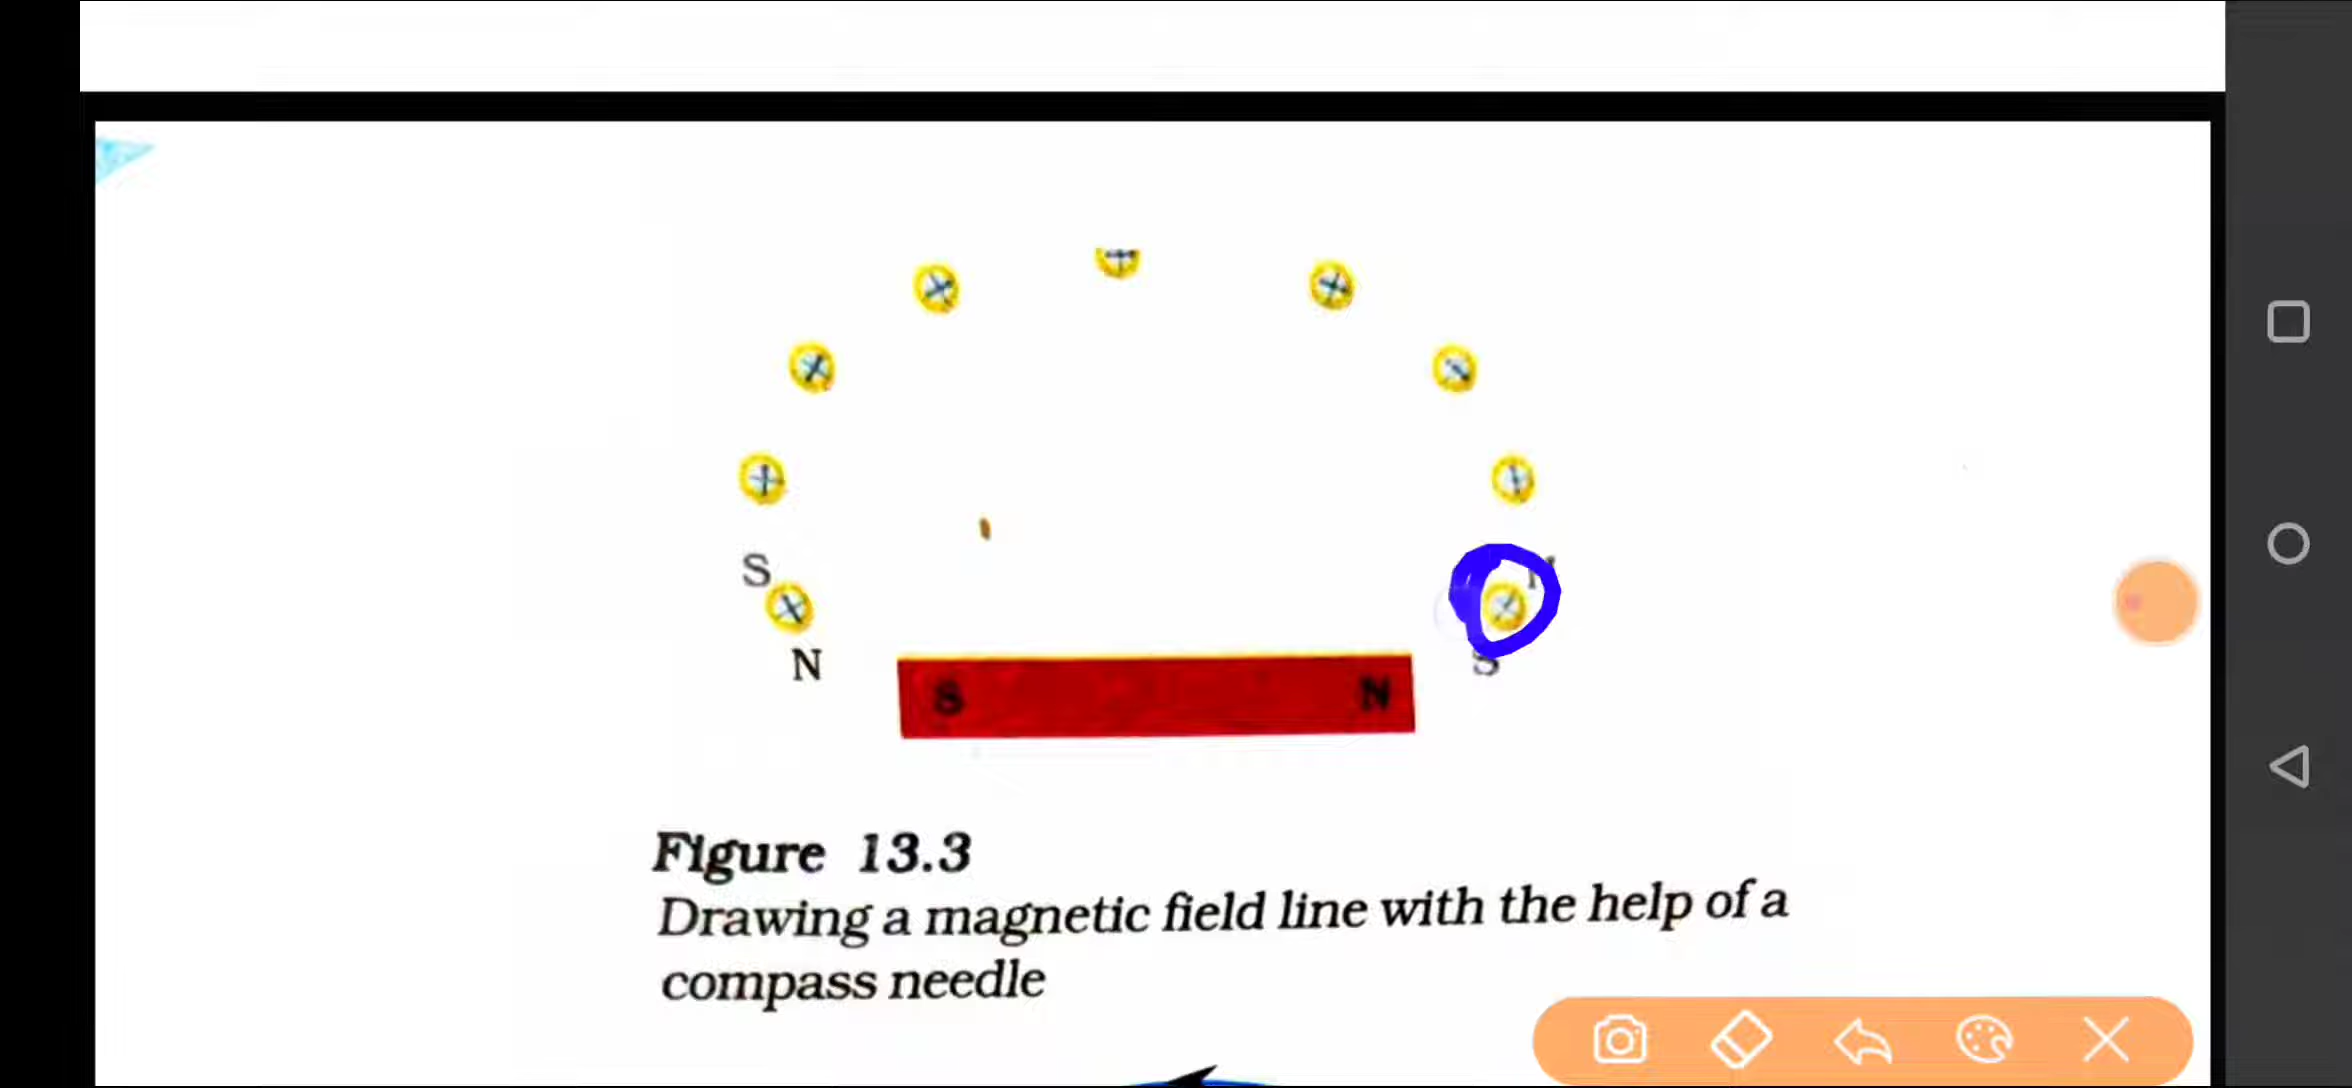 S
N
S
S N
Figure 13.3
Drawing a magnetic field line with the help of a
compass needle